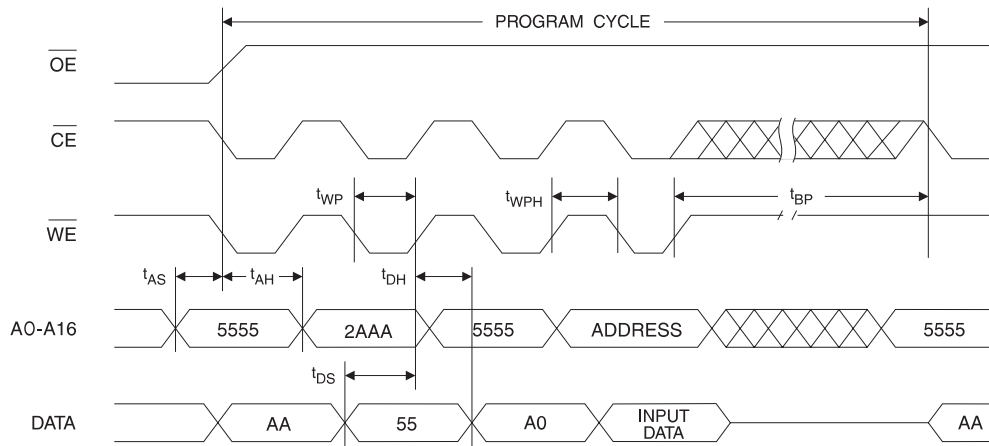 PROGRAM CYCLE
OE
CE
tWP
tWPH
tBP
WE
tAS
tAH
tDH
A0-A16
5555
2AAA
5555
ADDRESS
5555
tDS
DATA
AA
55
A0
INPUT
DATA
AA